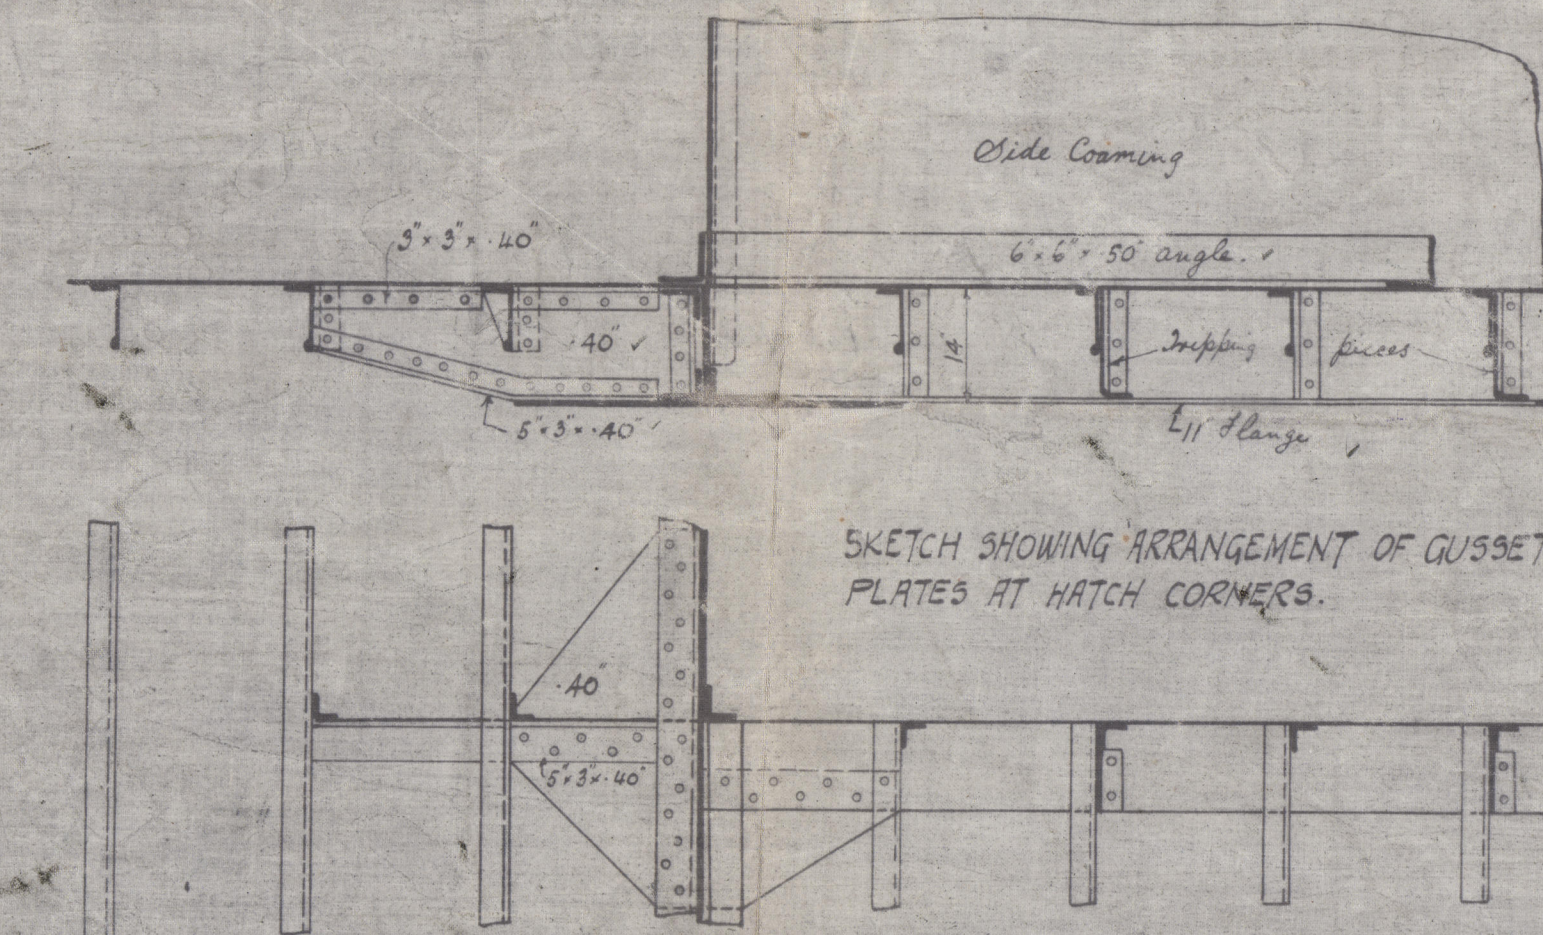 Side Coaming
3" × 3" × .40"
6" × 6" × .50" angle. ✓
.40" ✓
14"
Tripping pieces
5" × 3" × .40" ✓
11" Flange ✓
SKETCH SHOWING ARRANGEMENT OF GUSSET
PLATES AT HATCH CORNERS.
.40"
5" × 3" × .40"